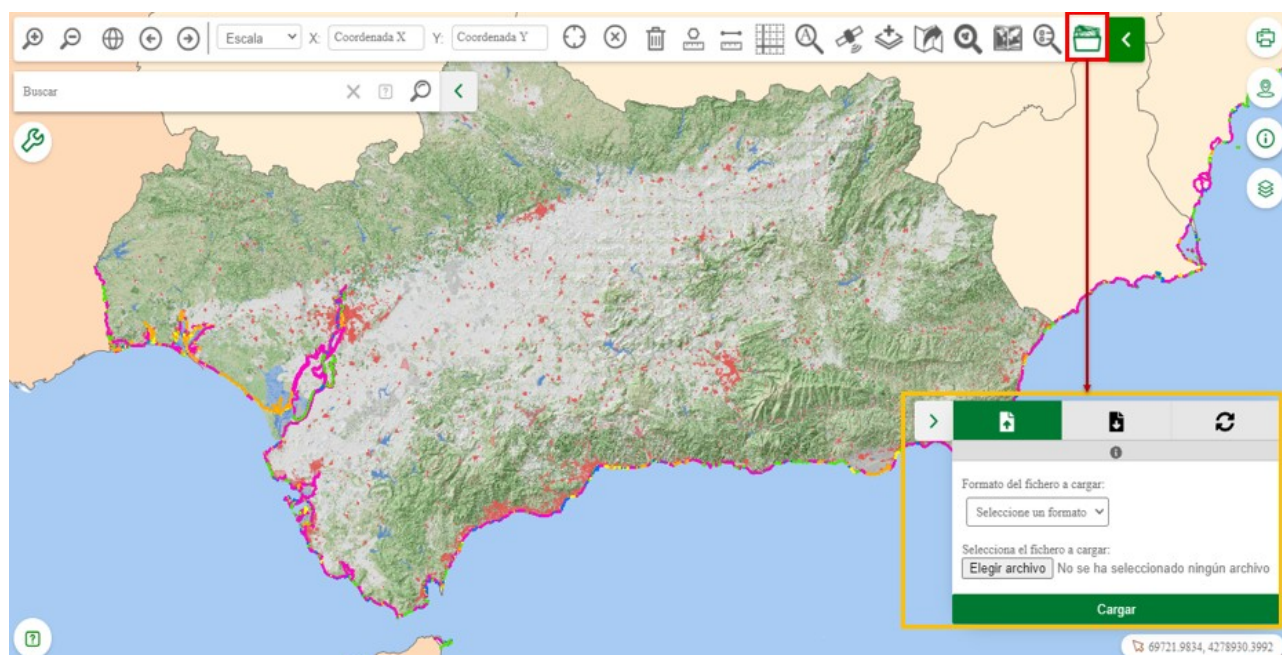 Escala X: Coordenada X Y: Coordenada Y
Buscar
Formato del fichero a cargar:
Seleccione un formato
Selecciona el fichero a cargar:
Elegir archivo No se ha seleccionado ningún archivo
Cargar
69721.9834, 4278930.3992